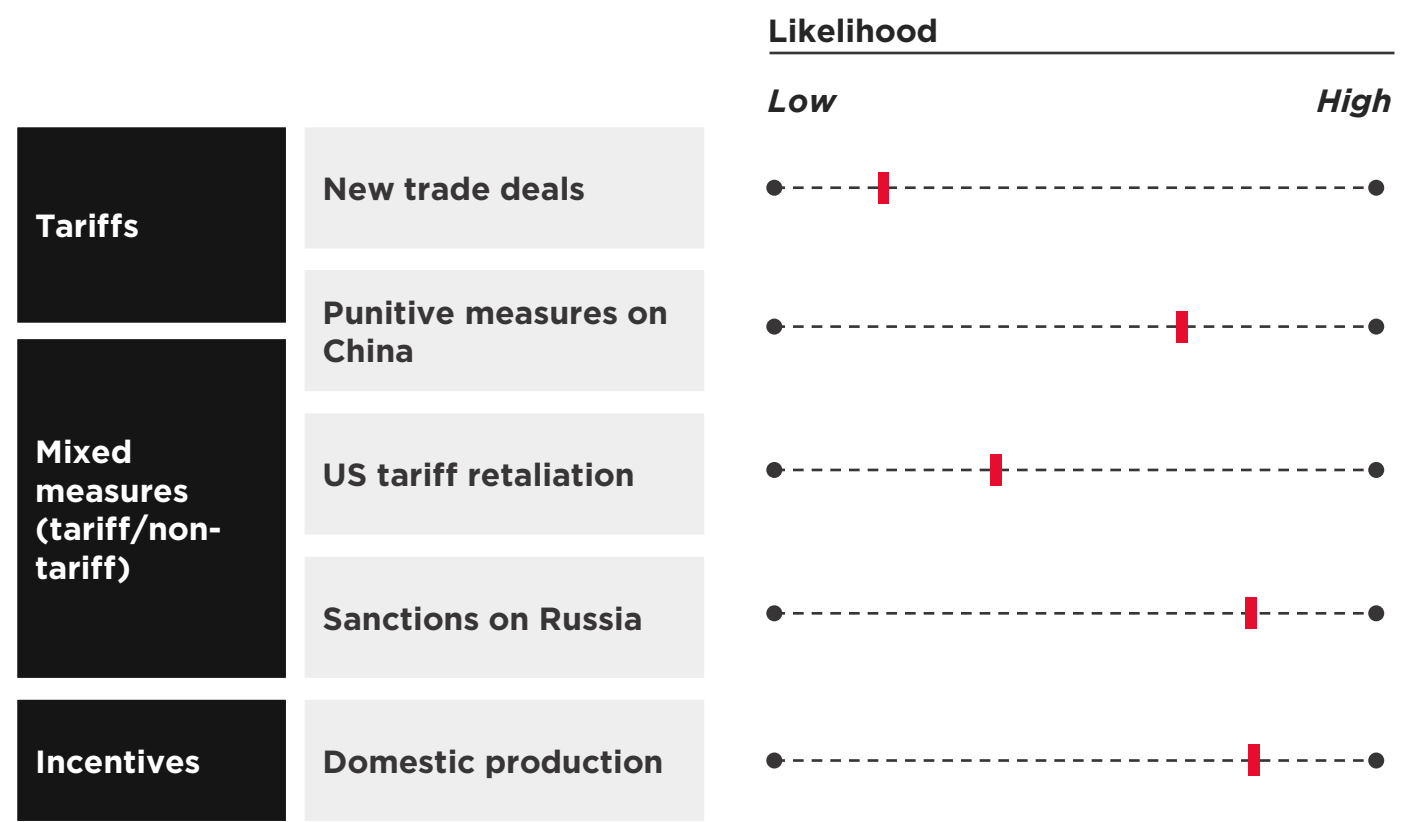 Likelihood
Low
High
Tariffs
New trade deals
Punitive measures on
China
Mixed
measures
(tariff/non-
tariff)
US tariff retaliation
Sanctions on Russia
Incentives
Domestic production